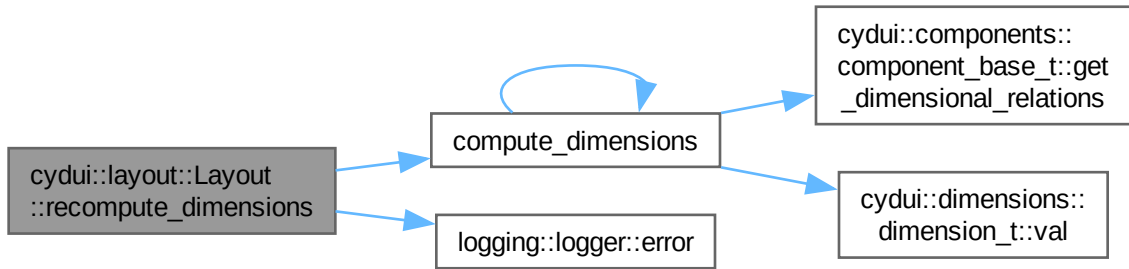 cydui::layout::Layout
::recompute_dimensions
compute_dimensions
logging::logger::error
cydui::components::
component_base_t::get
_dimensional_relations
cydui::dimensions::
dimension_t::val